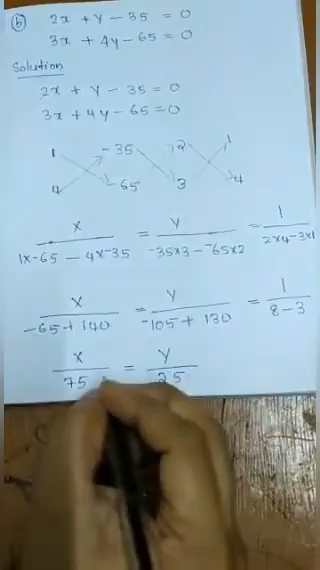 (b) 2x + y - 35 = 0
3x + 4y - 65 = 0
Solution
2x + y - 35 = 0
3x + 4y - 65 = 0
1 -35 2 1
4 -65 3 4
x / 1x-65 - 4x-35 = y / -35x3 - -65x2 = 1 / 2x4-3x1
x / -65 + 140 = y / -105 + 130 = 1 / 8-3
x / 75 = y / 25